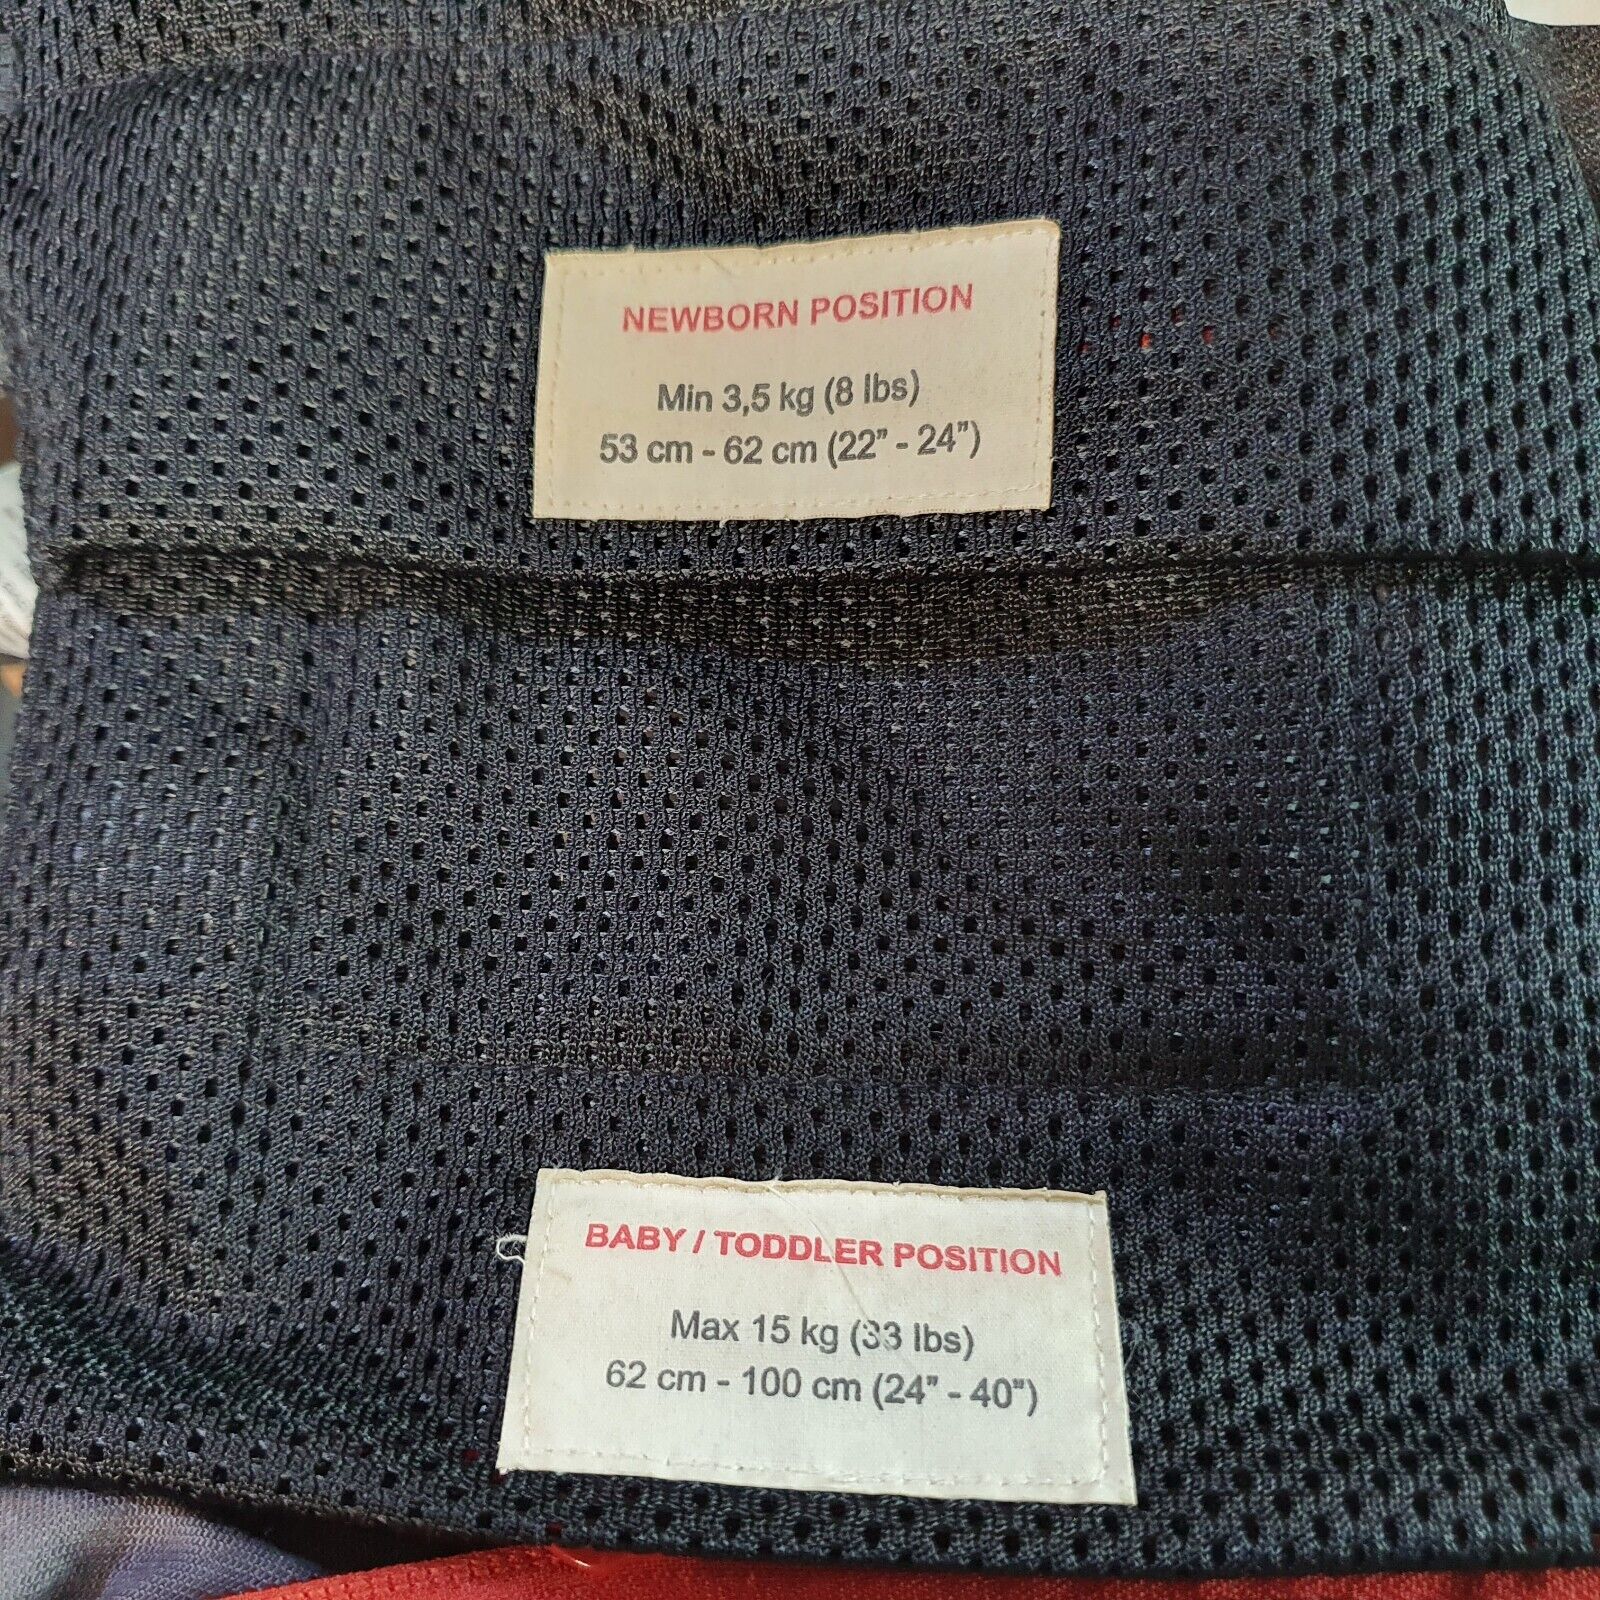 NEWBORN POSITION
Min 3,5 kg (8 lbs)
53 cm - 62 cm (22" - 24")
BABY / TODDLER POSITION
Max 15 kg (33 lbs)
62 cm - 100 cm (24" - 40")